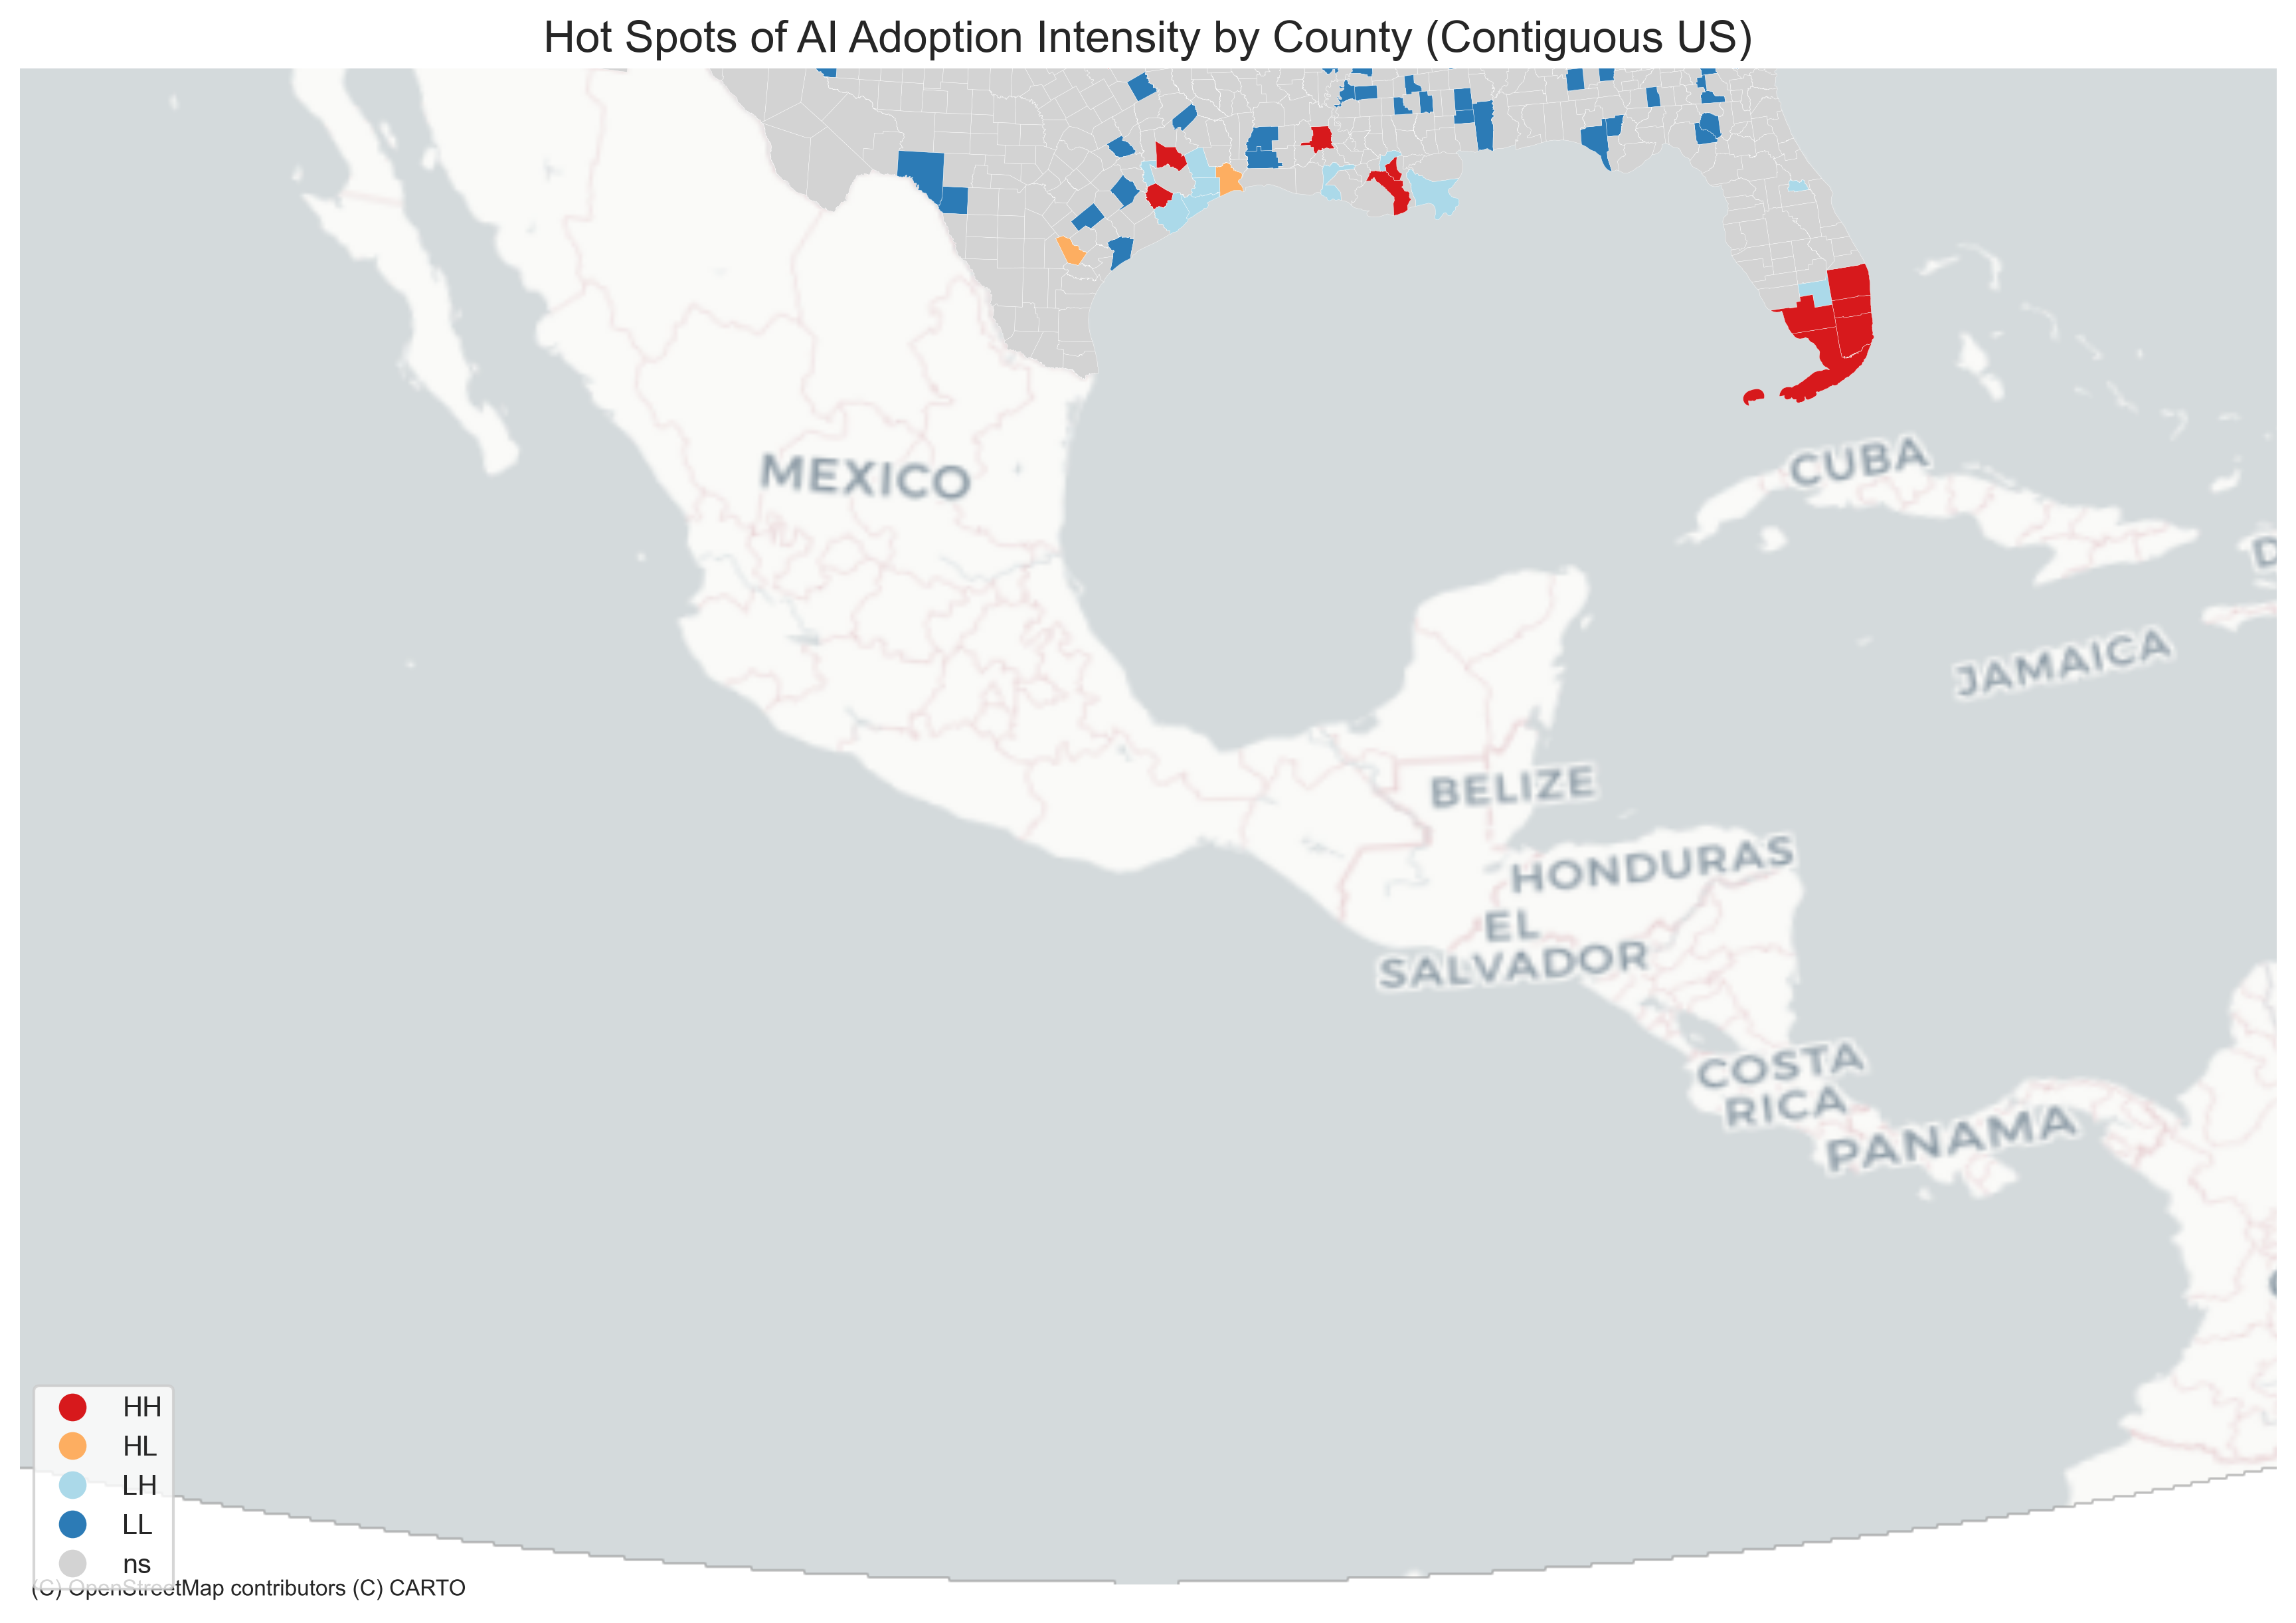 Hot Spots of AI Adoption Intensity by County (Contiguous US)
MEXICO
CUBA
JAMAICA
BELIZE
HONDURAS
EL
SALVADOR
COSTA
RICA
PANAMA
HH
HL
LH
LL
ns
(C) OpenStreetMap contributors (C) CARTO